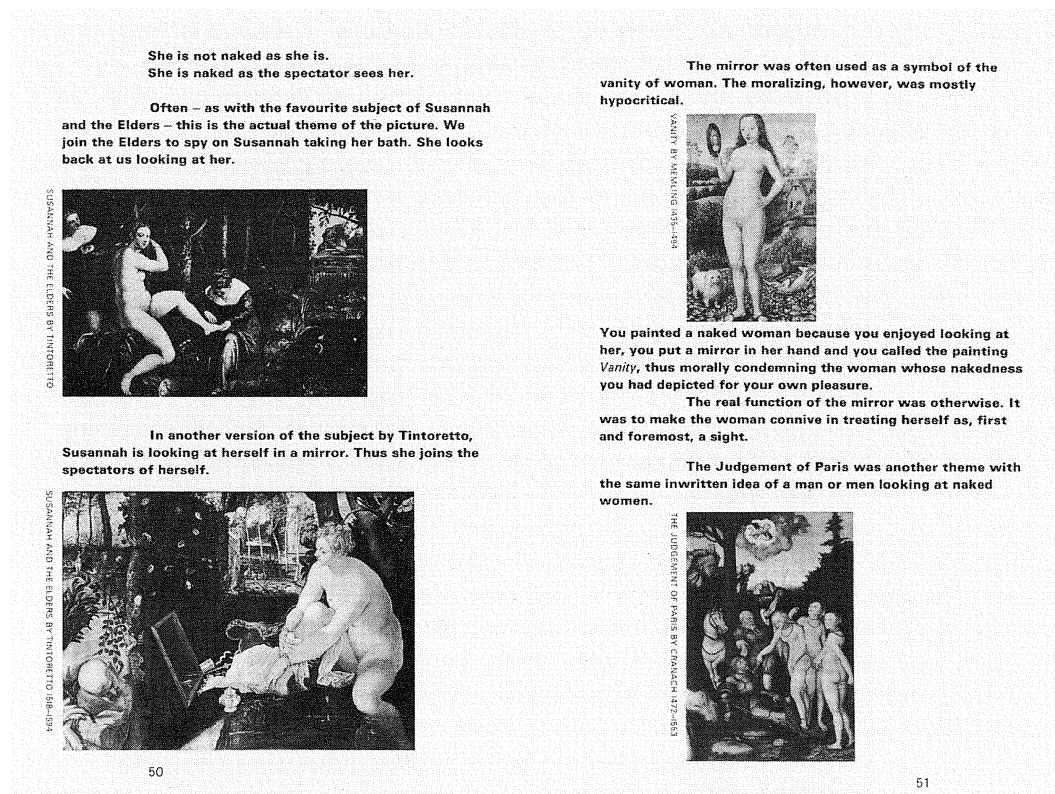 She is not naked as she is.
She is naked as the spectator sees her.
Often – as with the favourite subject of Susannah
and the Elders – this is the actual theme of the picture. We
join the Elders to spy on Susannah taking her bath. She looks
back at us looking at her.
SUSANNAH AND THE ELDERS BY TINTORETTO
In another version of the subject by Tintoretto,
Susannah is looking at herself in a mirror. Thus she joins the
spectators of herself.
SUSANNAH AND THE ELDERS BY TINTORETTO 1518–1594
50
The mirror was often used as a symbol of the
vanity of woman. The moralizing, however, was mostly
hypocritical.
VANITY BY MEMLING 1435–1494
You painted a naked woman because you enjoyed looking at
her, you put a mirror in her hand and you called the painting
Vanity, thus morally condemning the woman whose nakedness
you had depicted for your own pleasure.
The real function of the mirror was otherwise. It
was to make the woman connive in treating herself as, first
and foremost, a sight.
The Judgement of Paris was another theme with
the same inwritten idea of a man or men looking at naked
women.
THE JUDGEMENT OF PARIS BY CRANACH 1472–1553
51